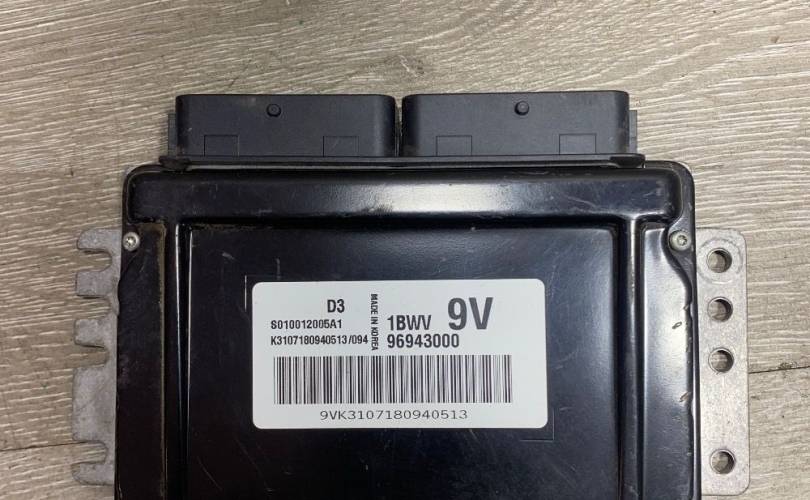 D3
S010012005A1
K3107180940513/094
MADE IN KOREA
1BWV 9V
96943000
9VK3107180940513